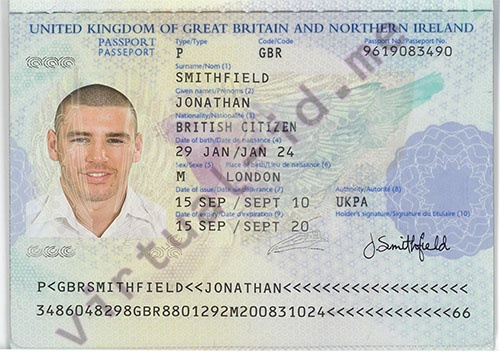 UNITED KINGDOM OF GREAT BRITAIN AND NORTHERN IRELAND
PASSPORT Type/Type Code/Code Passport No./Passeport No.
PASSEPORT P GBR 9619083490
Surname/Nom (1)
SMITHFIELD
Given names/Prénoms (2)
JONATHAN
Nationality/Nationalité (3)
BRITISH CITIZEN
Date of birth/Date de naissance (4)
29 JAN/JAN 24
Sex/Sexe (5) Place of birth/Lieu de naissance (6)
M LONDON
Date of issue/Date de délivrance (7) Authority/Autorité (8)
15 SEP/SEPT 10 UKPA
Date of expiry/Date d'expiration (9) Holder's signature/Signature du titulaire (10)
15 SEP/SEPT 20
J.Smithfield
P<GBRSMITHFIELD<<JONATHAN<<<<<<<<<<<<<<<<<<<
3486048298GBR8801292M200831024<<<<<<<<<<<<66